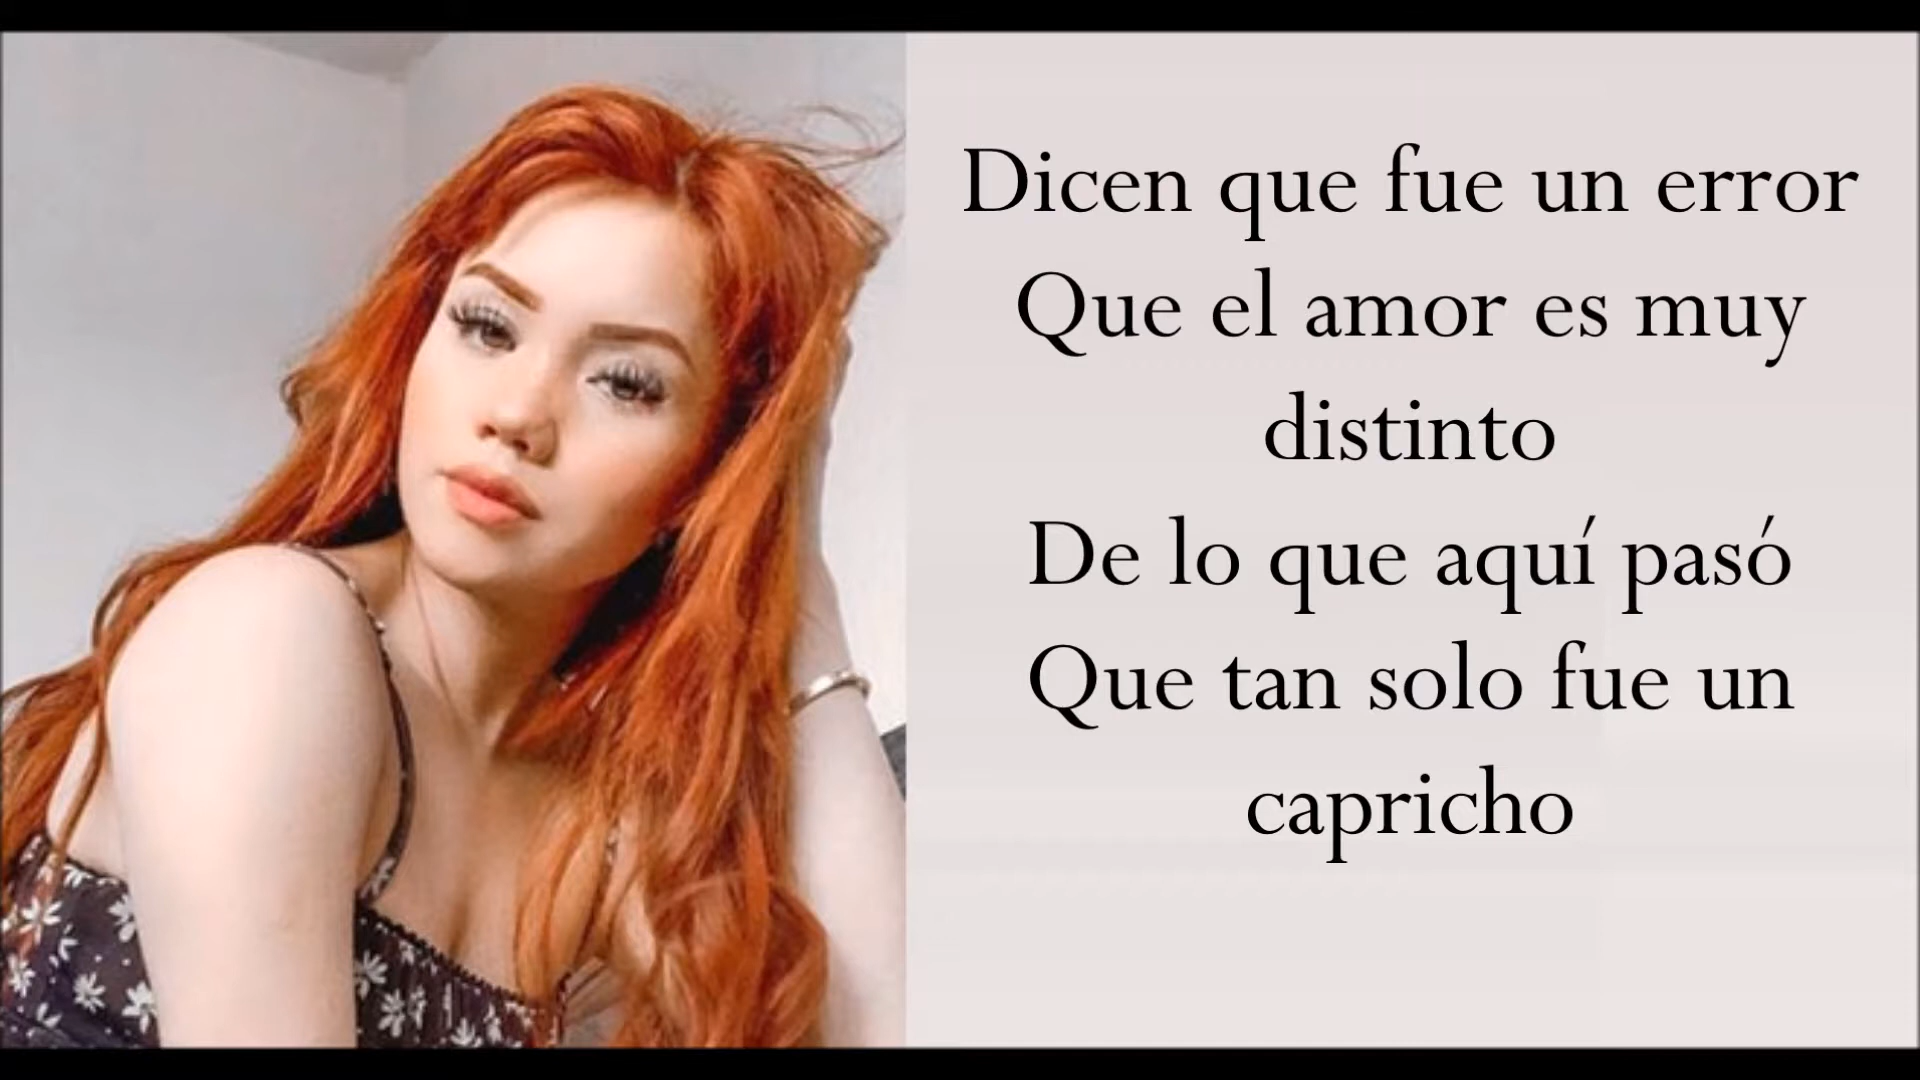 Dicen que fue un error
Que el amor es muy
distinto
De lo que aquí pasó
Que tan solo fue un
capricho